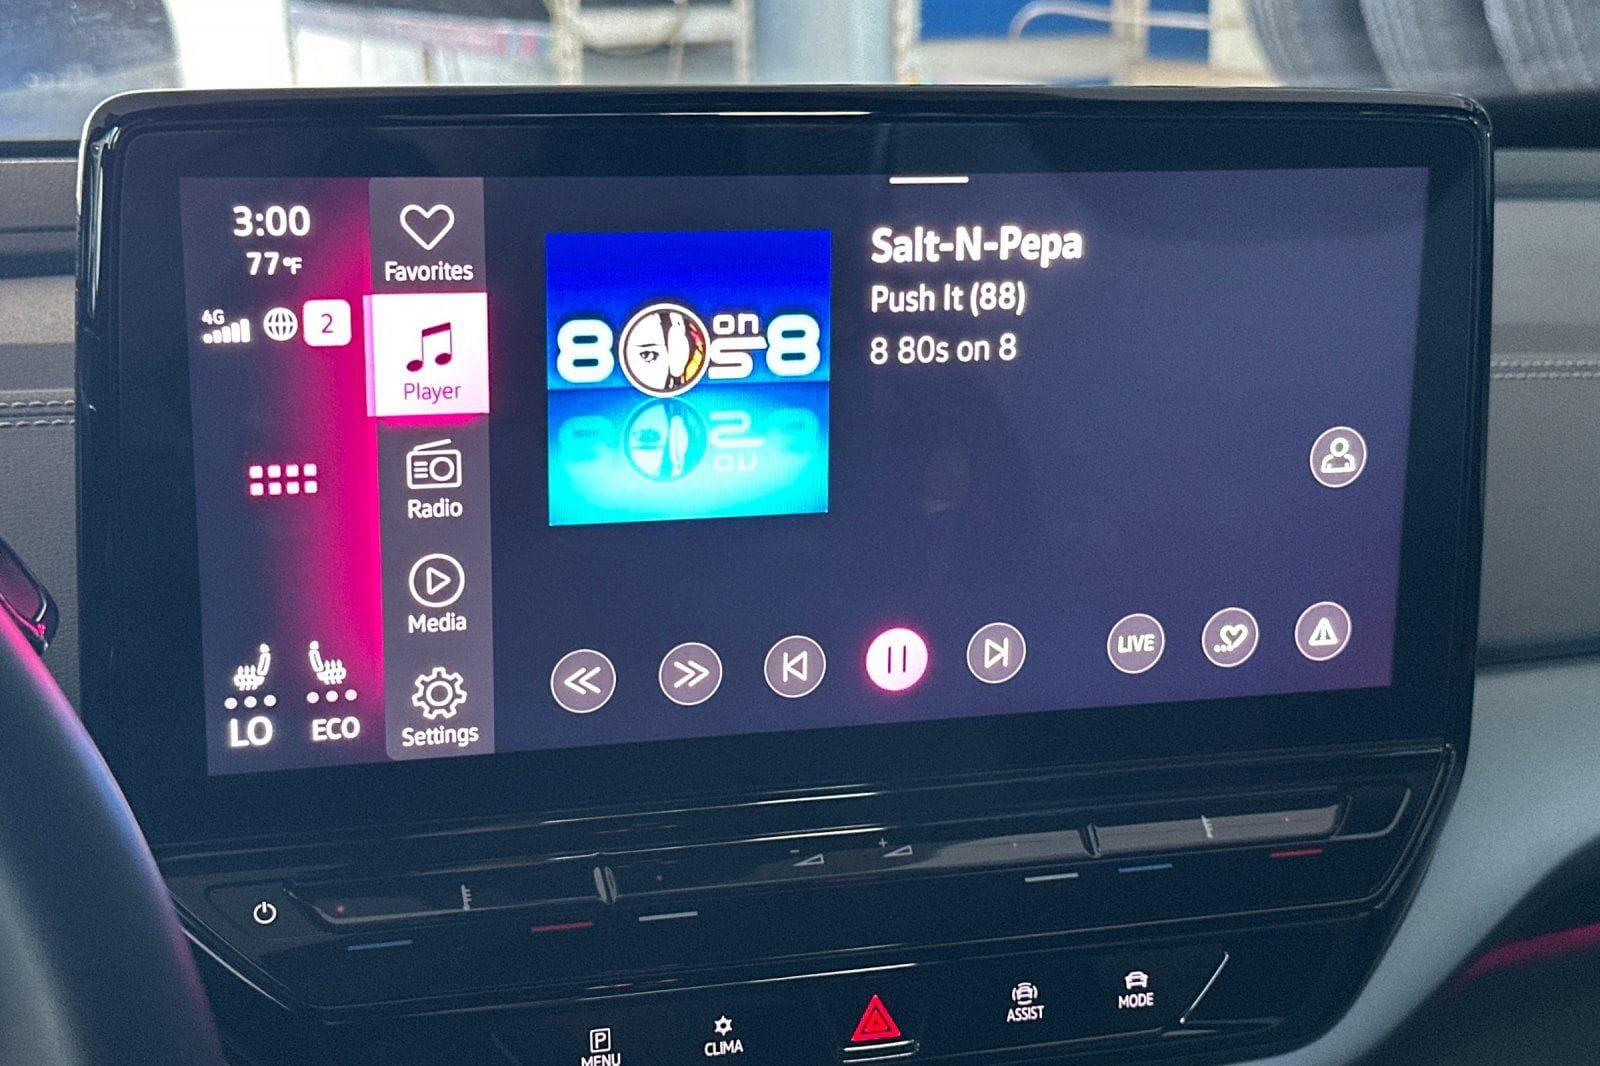 3:00
77°F
4G
2
LO
ECO
Favorites
Player
Radio
Media
Settings
80s on 8
Salt-N-Pepa
Push It (88)
8 80s on 8
LIVE
- +
P
MENU
CLIMA
ASSIST
MODE